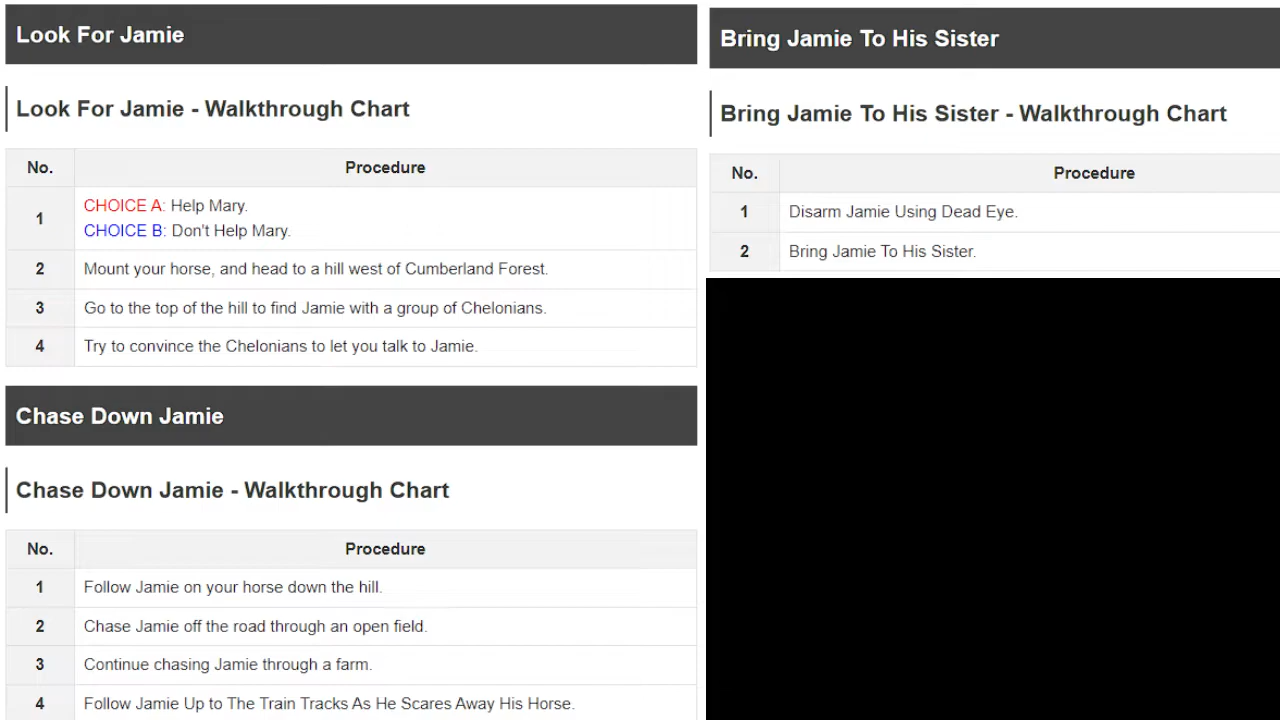 Look For Jamie
Look For Jamie - Walkthrough Chart
No. Procedure
1 CHOICE A: Help Mary.
CHOICE B: Don't Help Mary.
2 Mount your horse, and head to a hill west of Cumberland Forest.
3 Go to the top of the hill to find Jamie with a group of Chelonians.
4 Try to convince the Chelonians to let you talk to Jamie.
Chase Down Jamie
Chase Down Jamie - Walkthrough Chart
No. Procedure
1 Follow Jamie on your horse down the hill.
2 Chase Jamie off the road through an open field.
3 Continue chasing Jamie through a farm.
4 Follow Jamie Up to The Train Tracks As He Scares Away His Horse.
Bring Jamie To His Sister
Bring Jamie To His Sister - Walkthrough Chart
No. Procedure
1 Disarm Jamie Using Dead Eye.
2 Bring Jamie To His Sister.